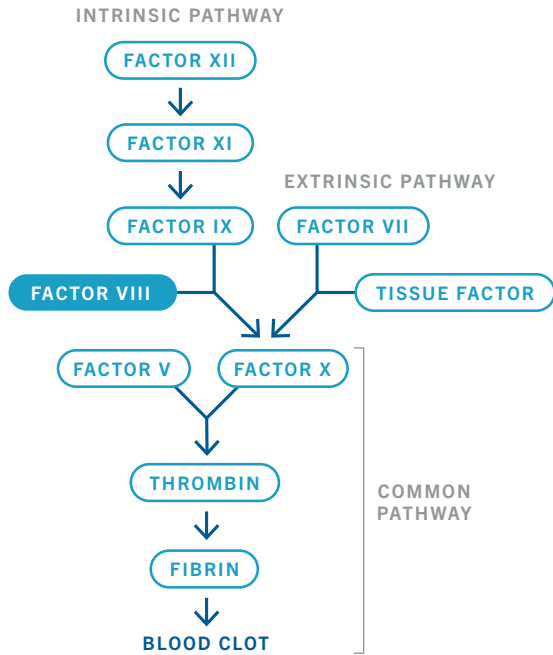 INTRINSIC PATHWAY
FACTOR XII
FACTOR XI
EXTRINSIC PATHWAY
FACTOR IX
FACTOR VII
FACTOR VIII
TISSUE FACTOR
FACTOR V
FACTOR X
THROMBIN
COMMON
PATHWAY
FIBRIN
BLOOD CLOT